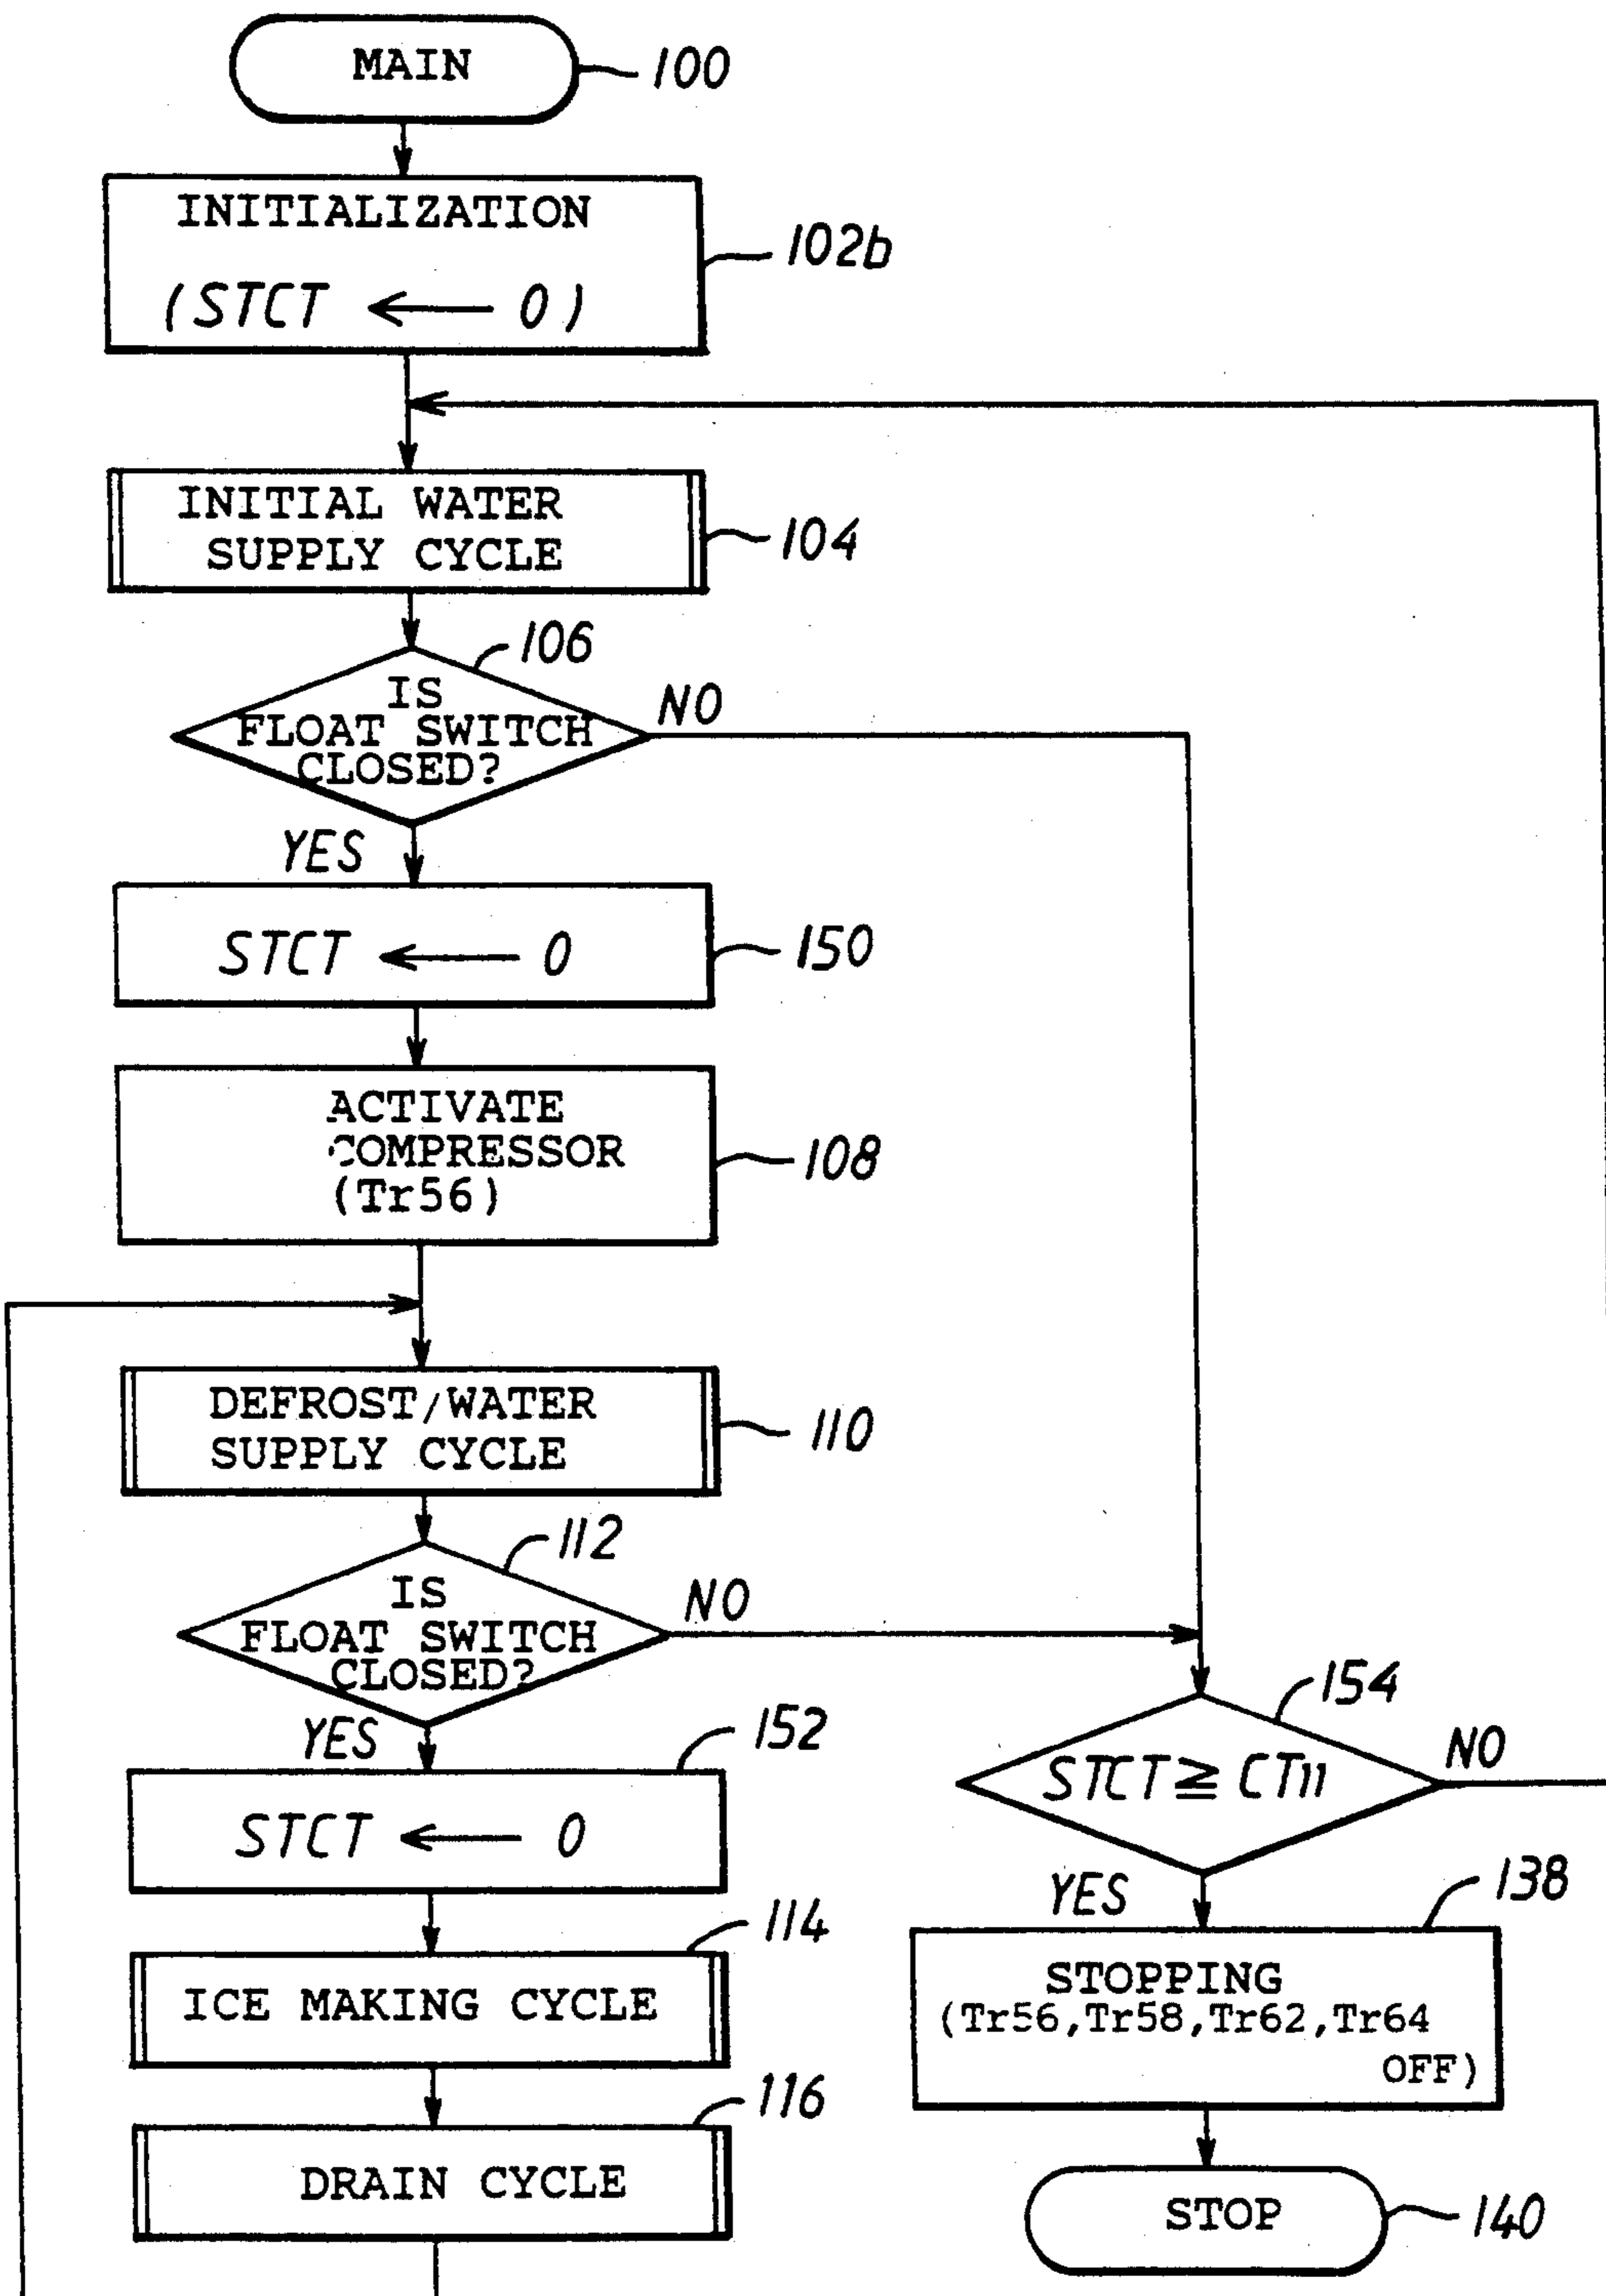 MAIN
100
INITIALIZATION
(STCT ← 0)
102b
INITIAL WATER
SUPPLY CYCLE
104
106
IS
FLOAT SWITCH
CLOSED?
NO
YES
STCT ← 0
150
ACTIVATE
COMPRESSOR
(Tr56)
108
DEFROST/WATER
SUPPLY CYCLE
110
112
IS
FLOAT SWITCH
CLOSED?
NO
YES
152
STCT ← 0
154
STCT ≧ CT11
NO
YES
114
ICE MAKING CYCLE
138
STOPPING
(Tr56,Tr58,Tr62,Tr64
OFF)
116
DRAIN CYCLE
STOP
140